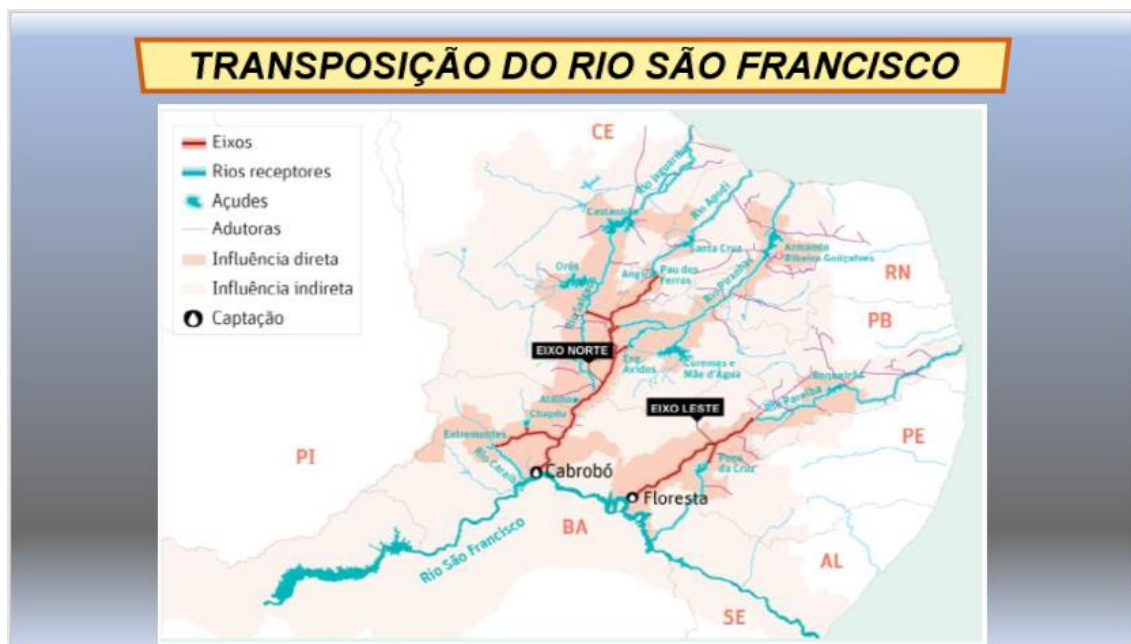 TRANSPOSIÇÃO DO RIO SÃO FRANCISCO
Eixos
Rios receptores
Açudes
Adutoras
Influência direta
Influência indireta
Captação
CE
Rio Jaguaribe
Rio Apodi
Castanhão
Santa Cruz
Armando
Ribeiro Gonçalves
Orós
Angicos
Pau dos
Ferros
Rio Piranhas
RN
Rio Salgado
PB
EIXO NORTE
Eng.
Avidos
Coremas e
Mãe d'Água
Boqueirão
Atalho
EIXO LESTE
Rio Paraíba
Chapéu
Entremontes
PE
PI
Poço
da Cruz
Cabrobó
Floresta
BA
Rio São Francisco
AL
SE